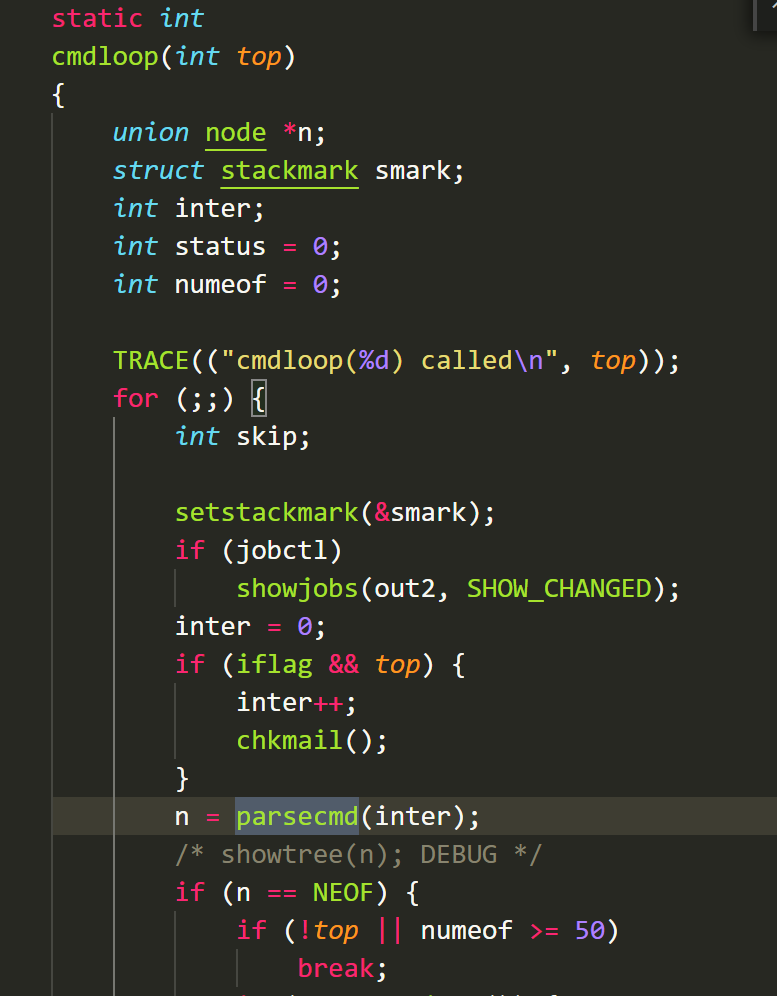 static int
cmdloop(int top)
{
union node *n;
struct stackmark smark;
int inter;
int status = 0;
int numeof = 0;
TRACE(("cmdloop(%d) called\n", top));
for (;;) {
int skip;
setstackmark(&smark);
if (jobctl)
showjobs(out2, SHOW_CHANGED);
inter = 0;
if (iflag && top) {
inter++;
chkmail();
}
n = parsecmd(inter);
/* showtree(n); DEBUG */
if (n == NEOF) {
if (!top || numeof >= 50)
break;